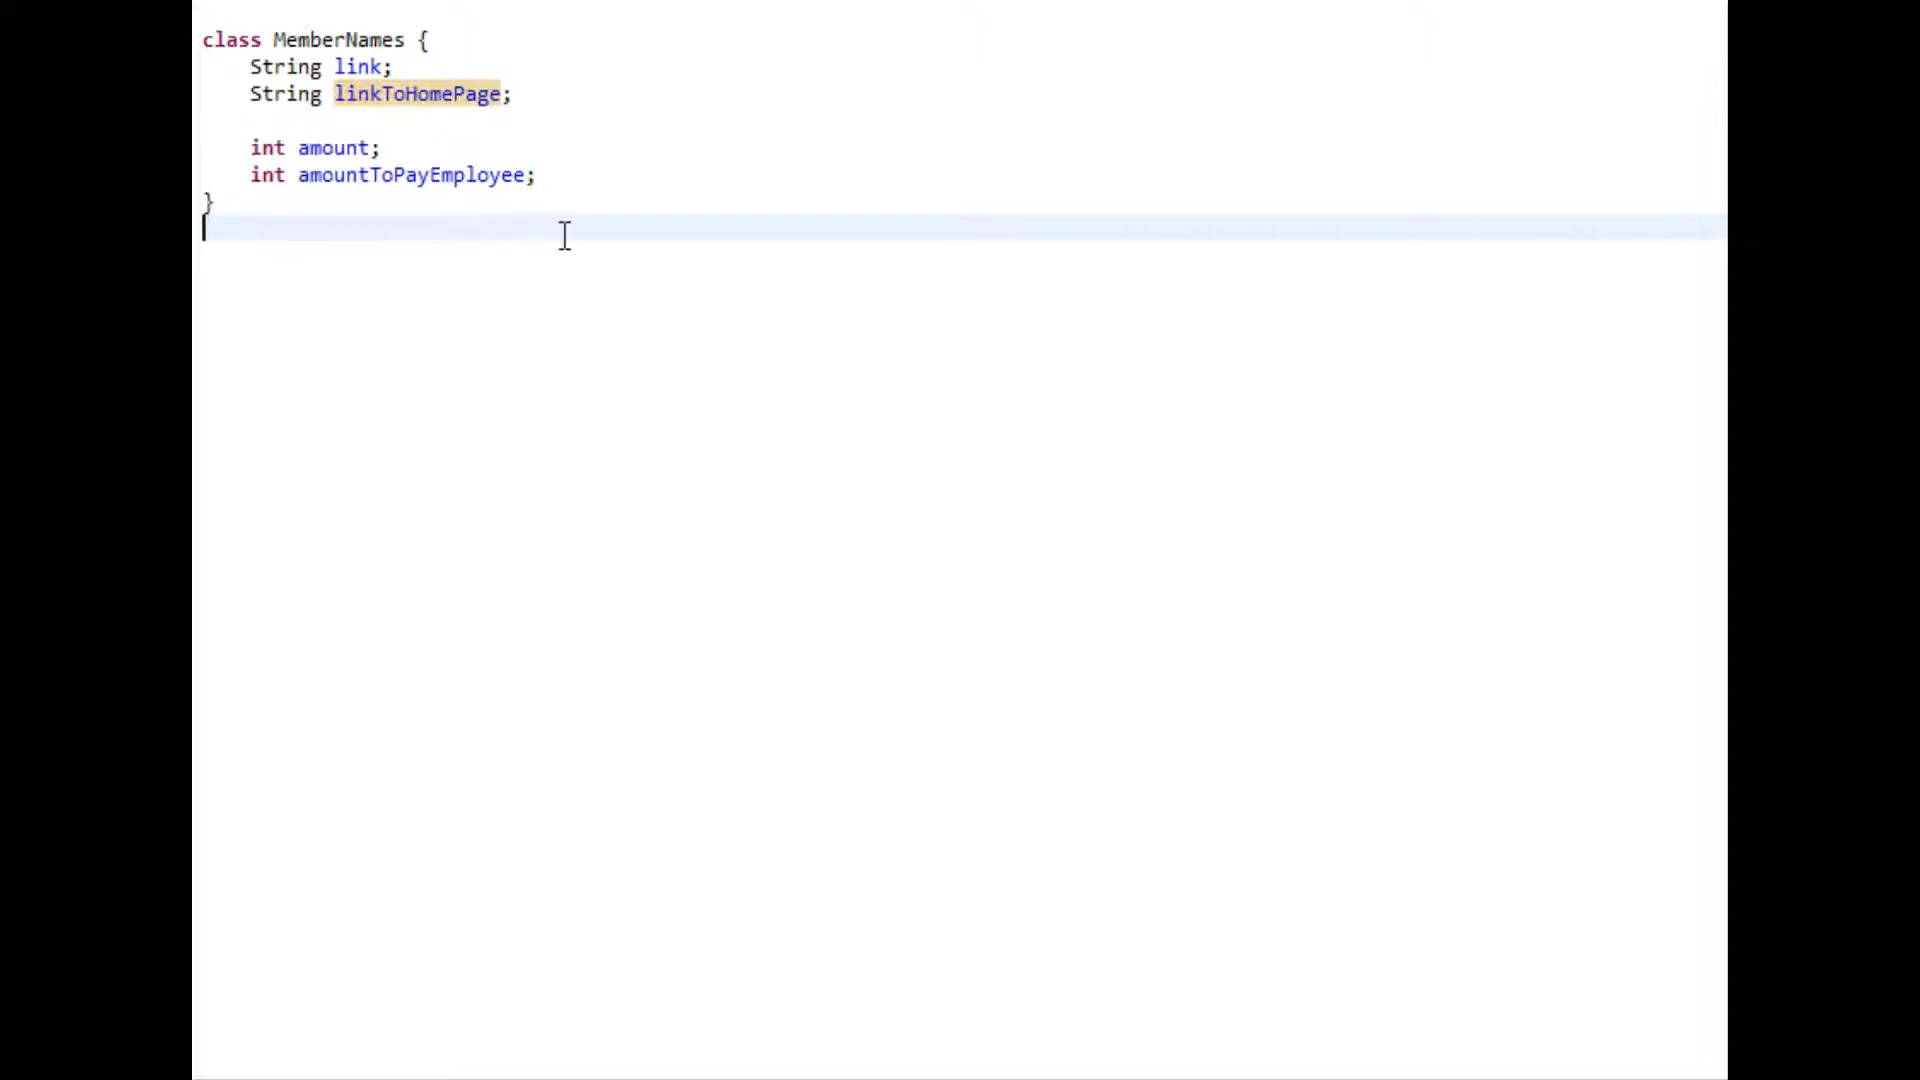 class MemberNames {
    String link;
    String linkToHomePage;

    int amount;
    int amountToPayEmployee;
}